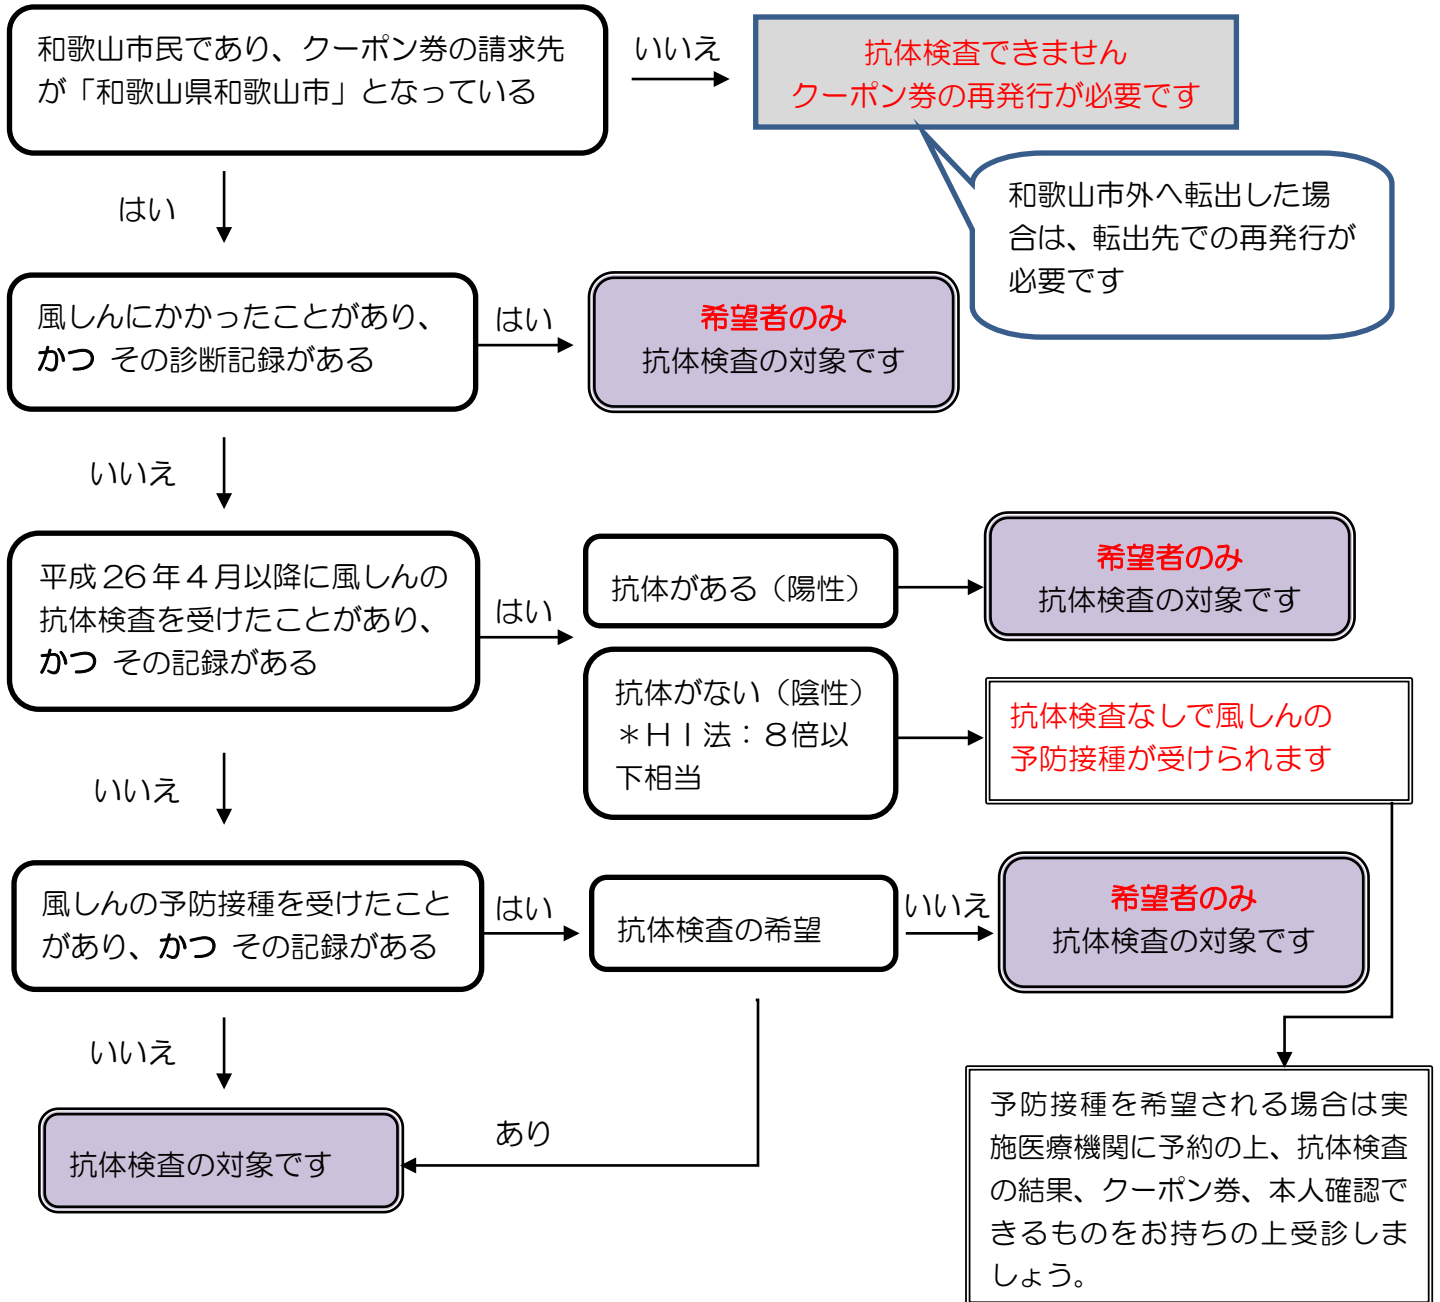 和歌山市民であり、クーポン券の請求先
が「和歌山県和歌山市」となっている
いいえ
抗体検査できません
クーポン券の再発行が必要です
和歌山市外へ転出した場
合は、転出先での再発行が
必要です
はい
風しんにかかったことがあり、
かつ その診断記録がある
はい
希望者のみ
抗体検査の対象です
いいえ
平成26年4月以降に風しんの
抗体検査を受けたことがあり、
かつ その記録がある
はい
抗体がある（陽性）
希望者のみ
抗体検査の対象です
抗体がない（陰性）
＊ＨＩ法：８倍以
下相当
抗体検査なしで風しんの
予防接種が受けられます
いいえ
風しんの予防接種を受けたこと
があり、かつ その記録がある
はい
抗体検査の希望
いいえ
希望者のみ
抗体検査の対象です
いいえ
あり
抗体検査の対象です
予防接種を希望される場合は実
施医療機関に予約の上、抗体検査
の結果、クーポン券、本人確認で
きるものをお持ちの上受診しま
しょう。